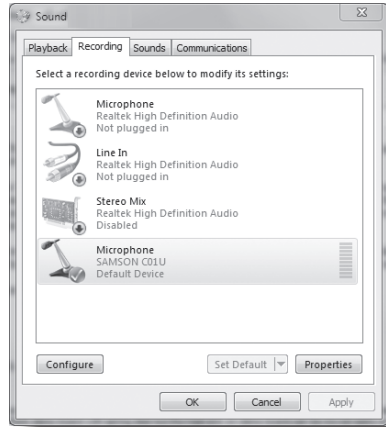 Sound
Playback Recording Sounds Communications
Select a recording device below to modify its settings:
Microphone
Realtek High Definition Audio
Not plugged in
Line In
Realtek High Definition Audio
Not plugged in
Stereo Mix
Realtek High Definition Audio
Disabled
Microphone
SAMSON C01U
Default Device
Configure Set Default Properties
OK Cancel Apply